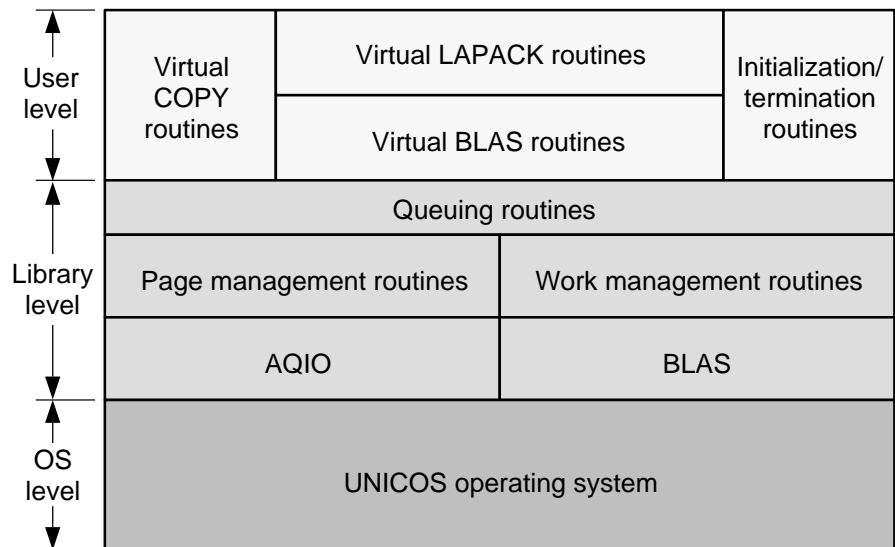 User
level
Virtual
COPY
routines
Virtual LAPACK routines
Virtual BLAS routines
Initialization/
termination
routines
Library
level
Queuing routines
Page management routines
Work management routines
AQIO
BLAS
OS
level
UNICOS operating system